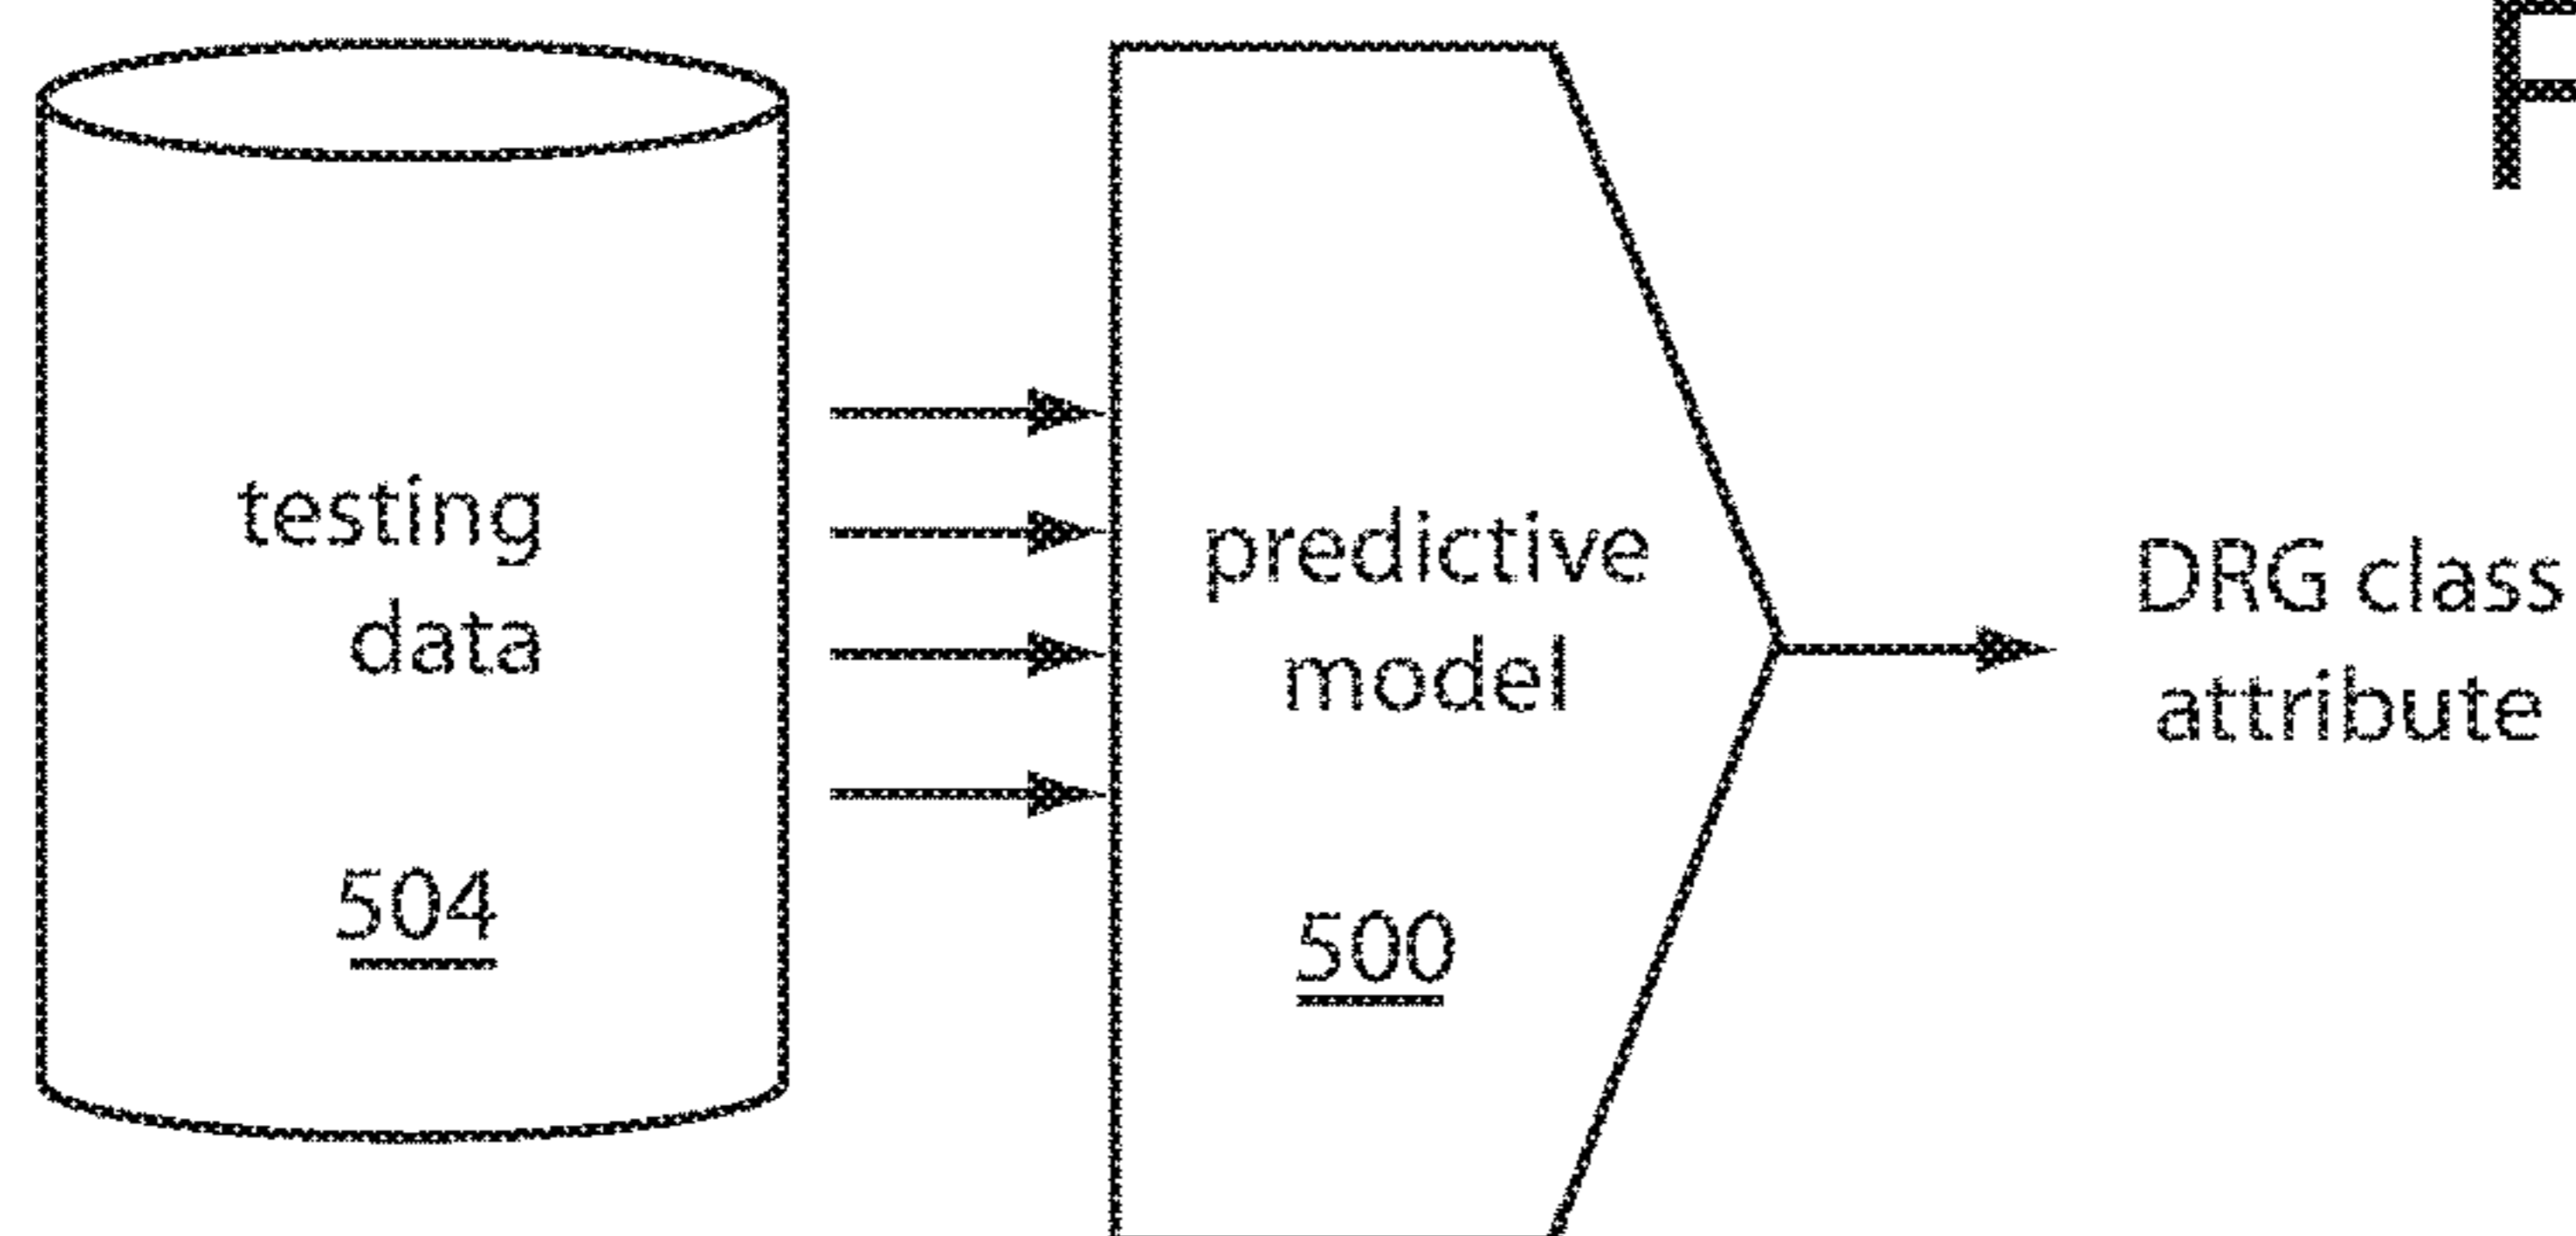 F
testing
data
504
predictive
model
500
DRG class
attribute